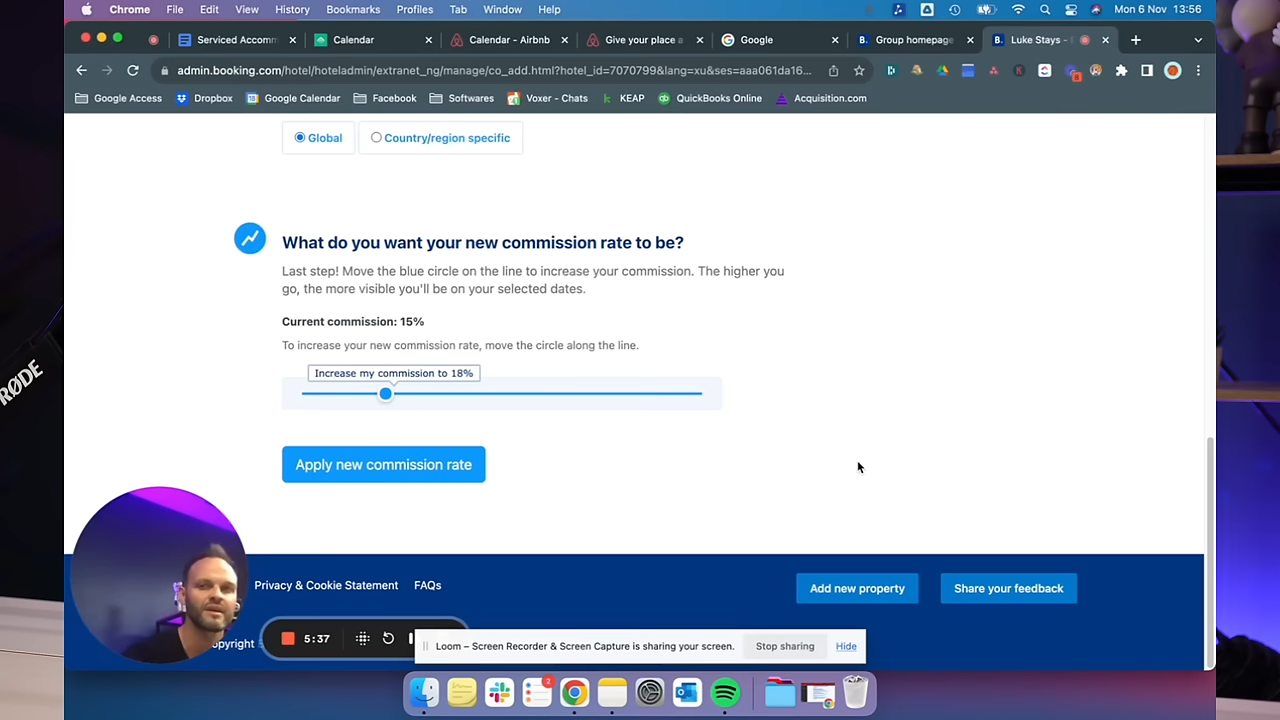 Chrome File Edit View History Bookmarks Profiles Tab Window Help Mon 6 Nov 13:56
Serviced Accomm Calendar Calendar - Airbnb Give your place a Google Group homepage Luke Stays -
admin.booking.com/hotel/hoteladmin/extranet_ng/manage/co_add.html?hotel_id=7070799&lang=xu&ses=aaa061da16...
Google Access Dropbox Google Calendar Facebook Softwares Voxer - Chats KEAP QuickBooks Online Acquisition.com
Global Country/region specific
What do you want your new commission rate to be?
Last step! Move the blue circle on the line to increase your commission. The higher you
go, the more visible you'll be on your selected dates.
Current commission: 15%
To increase your new commission rate, move the circle along the line.
Increase my commission to 18%
RØDE
Apply new commission rate
Privacy & Cookie Statement FAQs Add new property Share your feedback
opyright
5:37
Loom – Screen Recorder & Screen Capture is sharing your screen. Stop sharing Hide
2